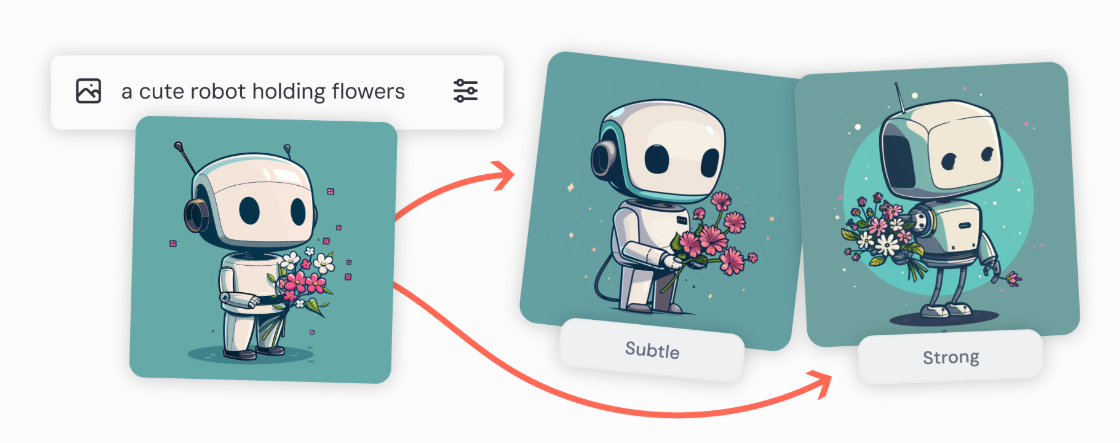 a cute robot holding flowers
Subtle
Strong